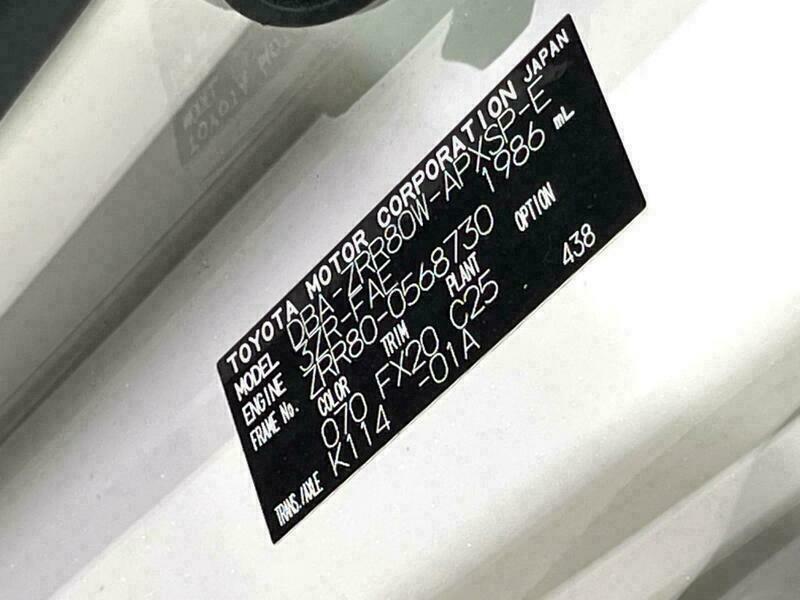 TOYOTA MOTOR CORPORATION JAPAN
MODEL DBA-ZRR80W-APXSP-E
ENGINE 3ZR-FAE 1986 mL
FRAME No. ZRR80-0568730
COLOR TRIM PLANT OPTION
070 FX20 C25 438
TRANS./AXLE K114 -01A